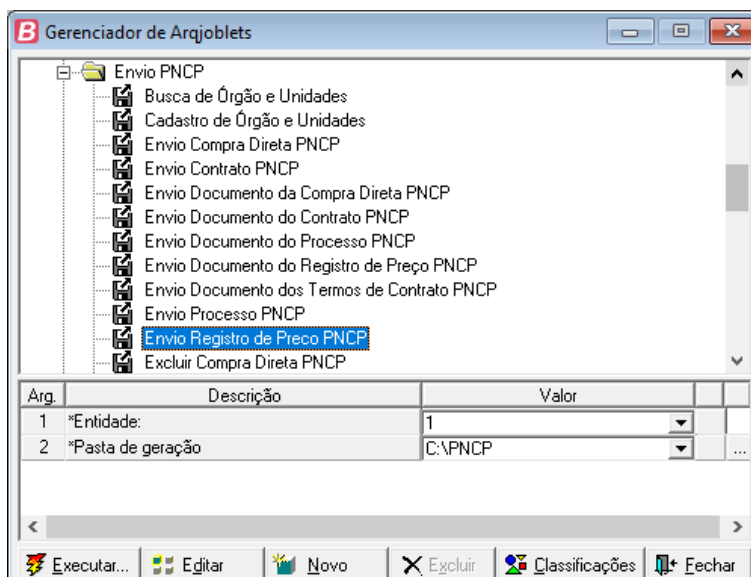 B Gerenciador de Arqjoblets
Envio PNCP
Busca de Órgão e Unidades
Cadastro de Órgão e Unidades
Envio Compra Direta PNCP
Envio Contrato PNCP
Envio Documento da Compra Direta PNCP
Envio Documento do Contrato PNCP
Envio Documento do Processo PNCP
Envio Documento do Registro de Preço PNCP
Envio Documento dos Termos de Contrato PNCP
Envio Processo PNCP
Envio Registro de Preco PNCP
Excluir Compra Direta PNCP
Arg. Descrição Valor
1 *Entidade: 1
2 *Pasta de geração C:\PNCP ...
Executar... Editar Novo Excluir Classificações Fechar